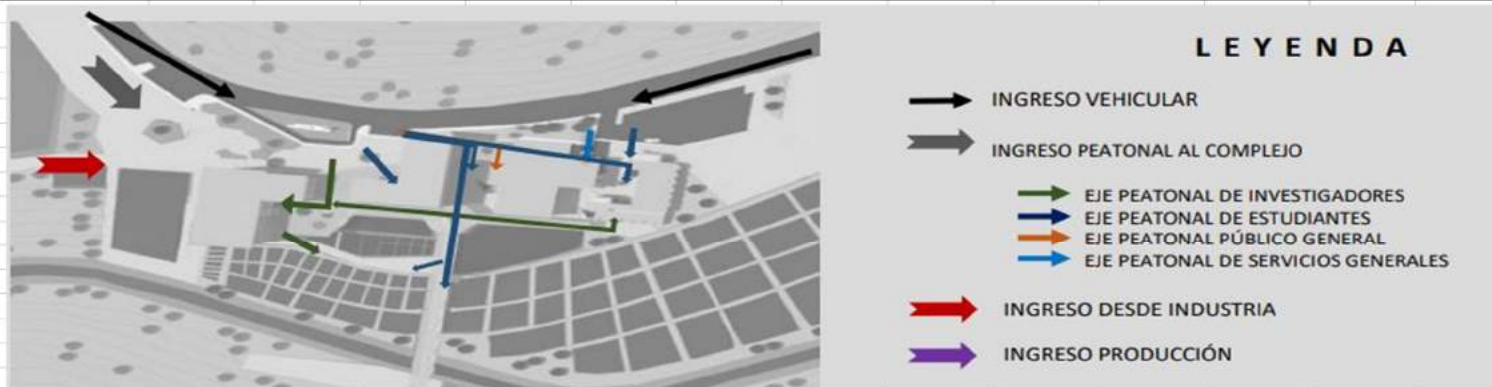 LEYENDA
INGRESO VEHICULAR
INGRESO PEATONAL AL COMPLEJO
EJE PEATONAL DE INVESTIGADORES
EJE PEATONAL DE ESTUDIANTES
EJE PEATONAL PÚBLICO GENERAL
EJE PEATONAL DE SERVICIOS GENERALES
INGRESO DESDE INDUSTRIA
INGRESO PRODUCCIÓN